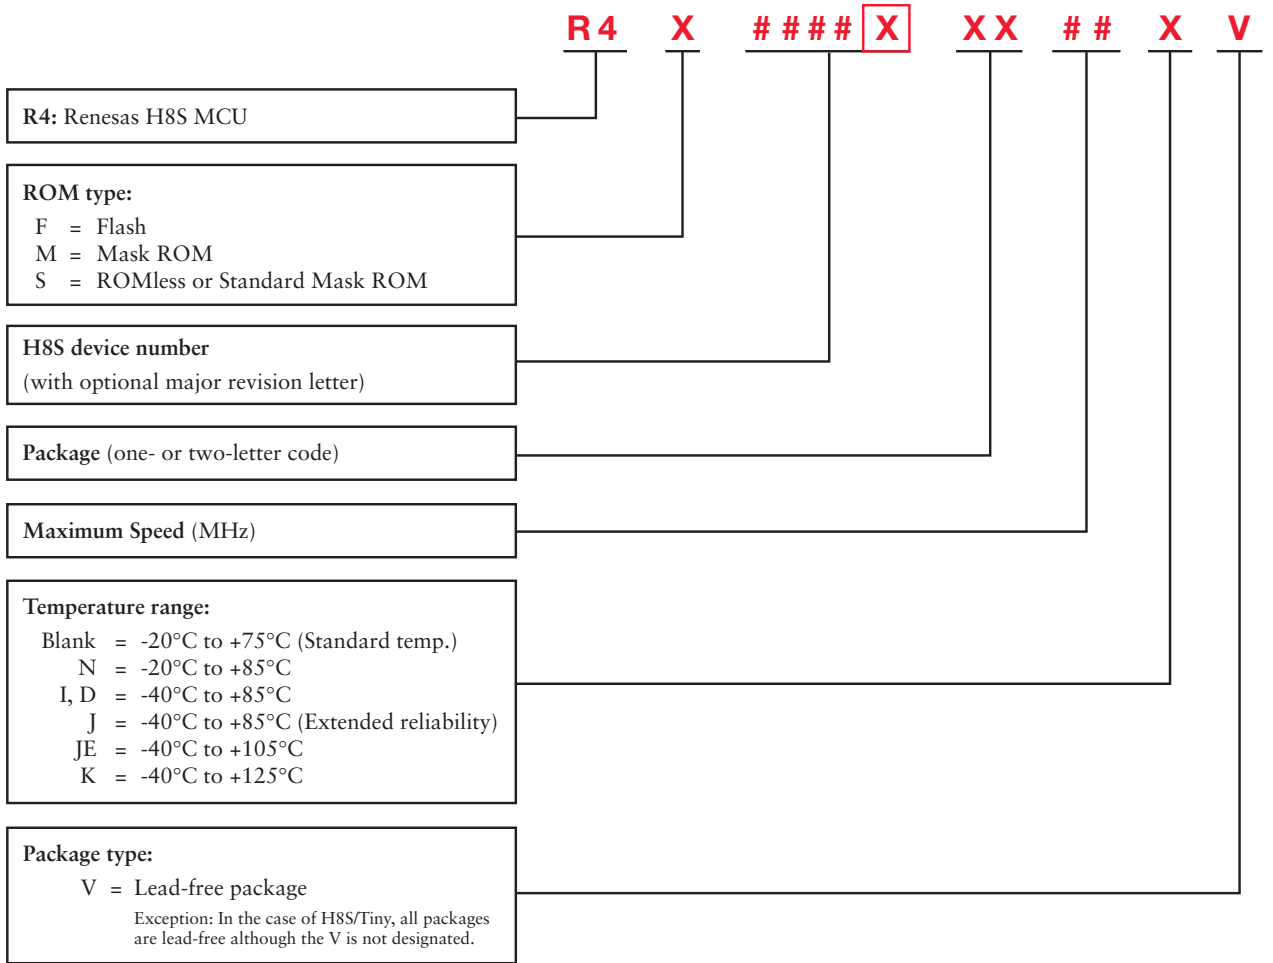 R4 X #### X XX ## X V
R4: Renesas H8S MCU
ROM type:
F = Flash
M = Mask ROM
S = ROMless or Standard Mask ROM
H8S device number
(with optional major revision letter)
Package (one- or two-letter code)
Maximum Speed (MHz)
Temperature range:
Blank = -20°C to +75°C (Standard temp.)
N = -20°C to +85°C
I, D = -40°C to +85°C
J = -40°C to +85°C (Extended reliability)
JE = -40°C to +105°C
K = -40°C to +125°C
Package type:
V = Lead-free package
Exception: In the case of H8S/Tiny, all packages
are lead-free although the V is not designated.